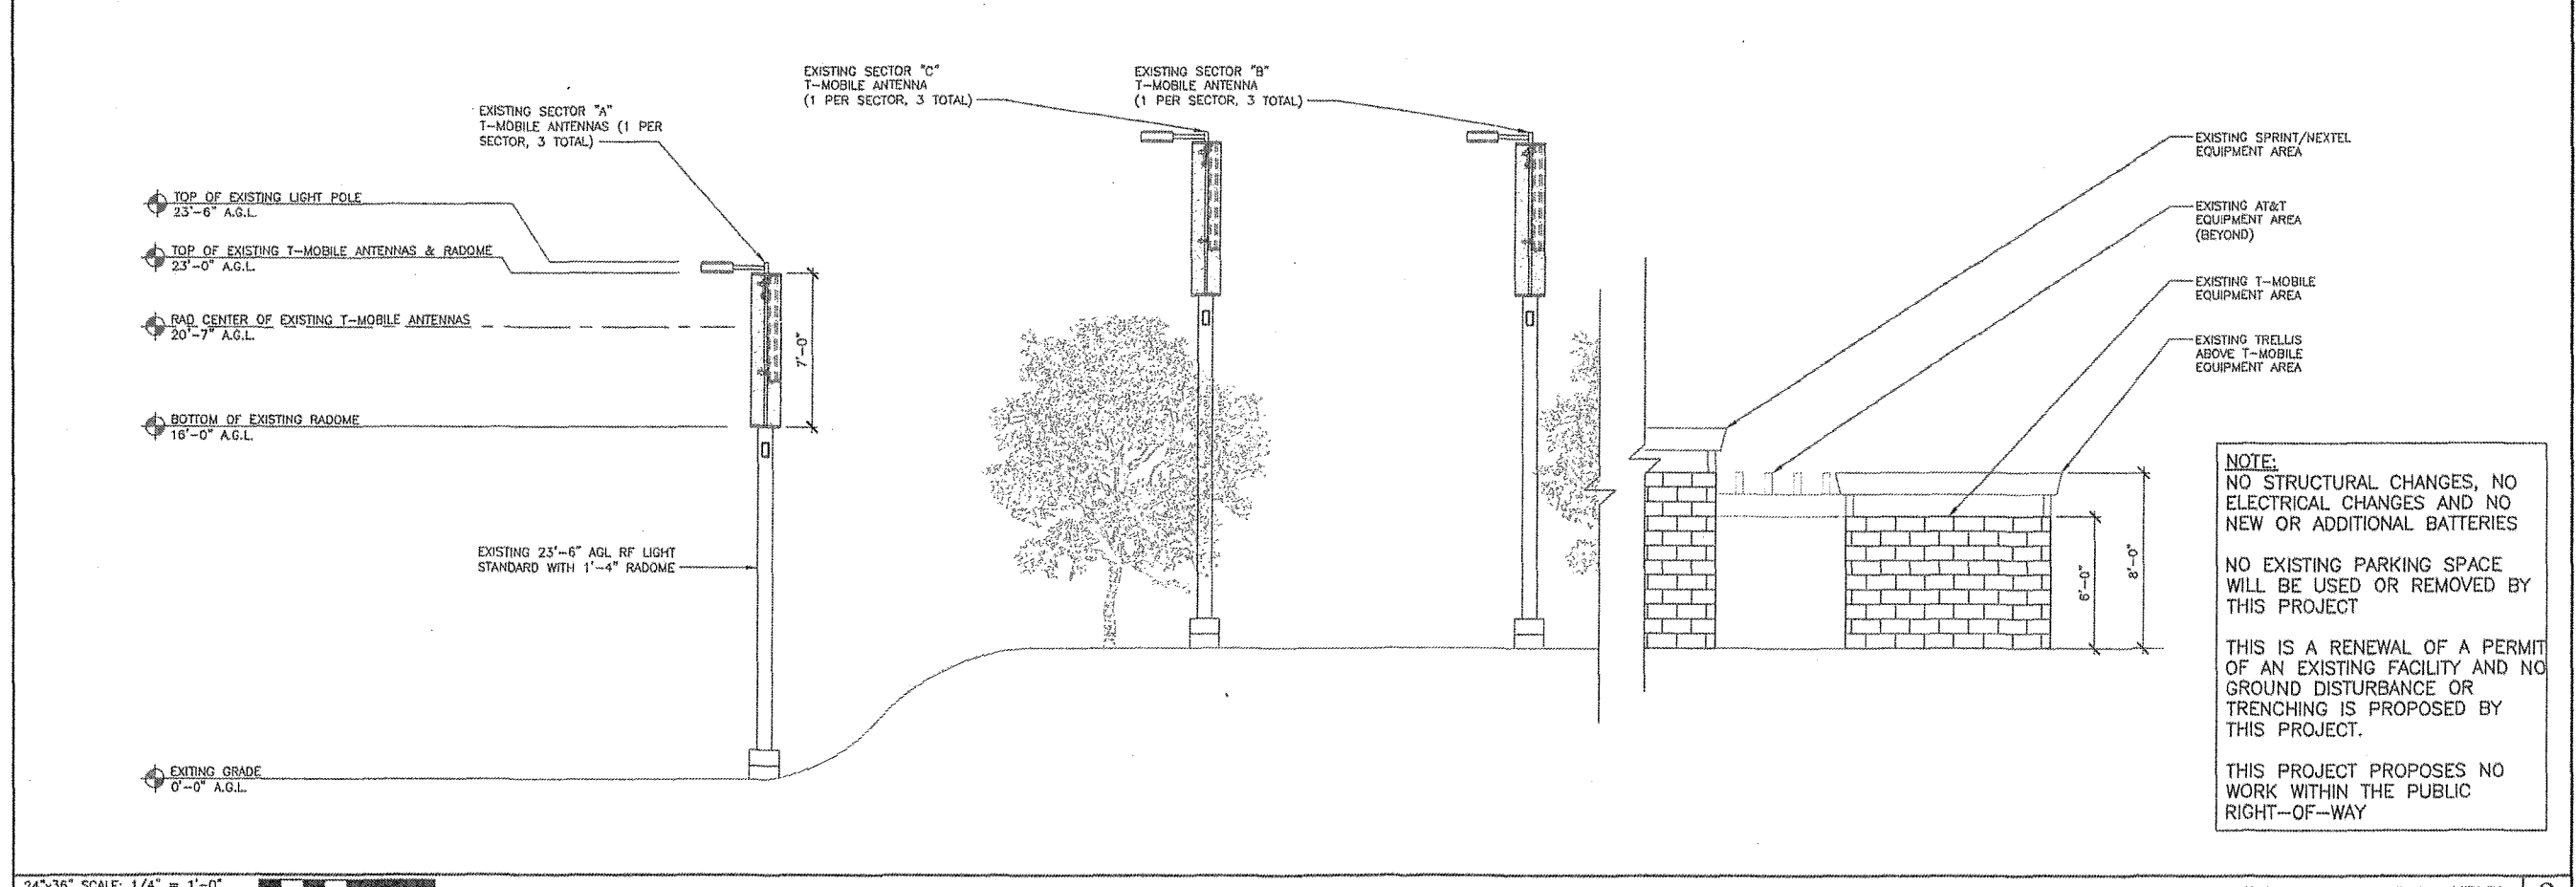 EXISTING SECTOR "A"
T-MOBILE ANTENNAS (1 PER
SECTOR, 3 TOTAL)
EXISTING SECTOR "C"
T-MOBILE ANTENNA
(1 PER SECTOR, 3 TOTAL)
EXISTING SECTOR "B"
T-MOBILE ANTENNA
(1 PER SECTOR, 3 TOTAL)
TOP OF EXISTING LIGHT POLE
23'-6" A.G.L.
TOP OF EXISTING T-MOBILE ANTENNAS & RADOME
23'-0" A.G.L.
RAD CENTER OF EXISTING T-MOBILE ANTENNAS
20'-7" A.G.L.
BOTTOM OF EXISTING RADOME
16'-0" A.G.L.
7'-0"
EXISTING 23'-6" AGL RF LIGHT
STANDARD WITH 1'-4" RADOME
EXITING GRADE
0'-0" A.G.L.
EXISTING SPRINT/NEXTEL
EQUIPMENT AREA
EXISTING AT&T
EQUIPMENT AREA
(BEYOND)
EXISTING T-MOBILE
EQUIPMENT AREA
EXISTING TRELLIS
ABOVE T-MOBILE
EQUIPMENT AREA
6'-0"
8'-0"
NOTE:
NO STRUCTURAL CHANGES, NO
ELECTRICAL CHANGES AND NO
NEW OR ADDITIONAL BATTERIES
NO EXISTING PARKING SPACE
WILL BE USED OR REMOVED BY
THIS PROJECT
THIS IS A RENEWAL OF A PERMIT
OF AN EXISTING FACILITY AND NO
GROUND DISTURBANCE OR
TRENCHING IS PROPOSED BY
THIS PROJECT.
THIS PROJECT PROPOSES NO
WORK WITHIN THE PUBLIC
RIGHT-OF-WAY
24"x36" SCALE: 1/4" = 1'-0"